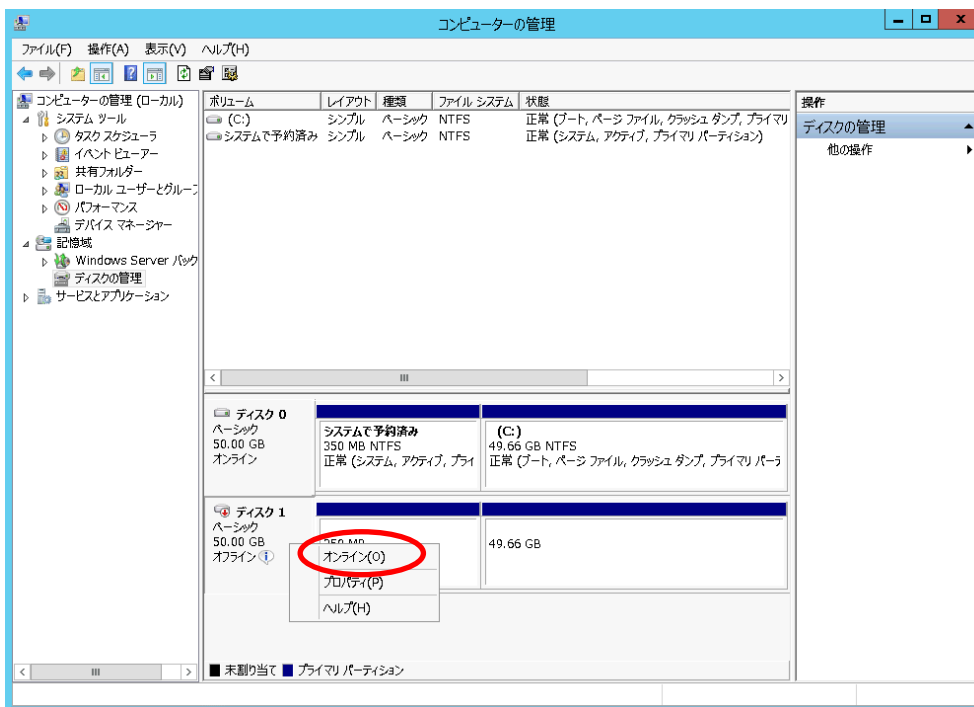 コンピューターの管理
ファイル(F) 操作(A) 表示(V) ヘルプ(H)
コンピューターの管理 (ローカル)
システム ツール
タスク スケジューラ
イベント ビューアー
共有フォルダー
ローカル ユーザーとグループ
パフォーマンス
デバイス マネージャー
記憶域
Windows Server バック
ディスクの管理
サービスとアプリケーション
ボリューム レイアウト 種類 ファイル システム 状態
(C:) シンプル ベーシック NTFS 正常 (ブート, ページ ファイル, クラッシュ ダンプ, プライマリ
システムで予約済み シンプル ベーシック NTFS 正常 (システム, アクティブ, プライマリ パーティション)
操作
ディスクの管理
他の操作
ディスク 0
ベーシック
50.00 GB
オンライン
システムで予約済み
350 MB NTFS
正常 (システム, アクティブ, プライ
(C:)
49.66 GB NTFS
正常 (ブート, ページ ファイル, クラッシュ ダンプ, プライマリ パーテ
ディスク 1
ベーシック
50.00 GB
オフライン
350 MB
49.66 GB
オンライン(O)
プロパティ(P)
ヘルプ(H)
未割り当て プライマリ パーティション